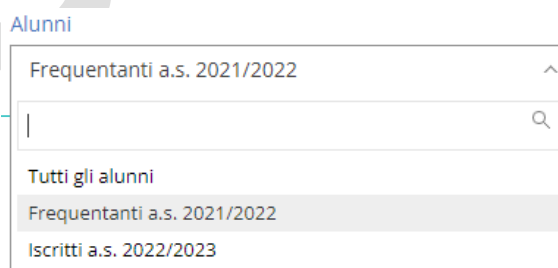 Alunni
Frequentanti a.s. 2021/2022
Tutti gli alunni
Frequentanti a.s. 2021/2022
Iscritti a.s. 2022/2023